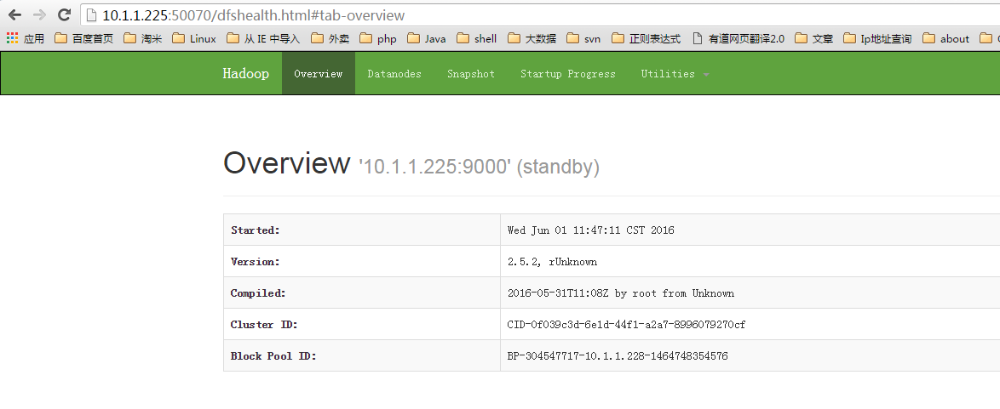 10.1.1.225:50070/dfshealth.html#tab-overview
应用 百度首页 淘米 Linux 从 IE 中导入 外卖 php Java shell 大数据 svn 正则表达式 有道网页翻译2.0 文章 Ip地址查询 about
Hadoop Overview Datanodes Snapshot Startup Progress Utilities
Overview '10.1.1.225:9000' (standby)
Started: Wed Jun 01 11:47:11 CST 2016
Version: 2.5.2, rUnknown
Compiled: 2016-05-31T11:08Z by root from Unknown
Cluster ID: CID-0f039c3d-6e1d-44f1-a2a7-8996079270cf
Block Pool ID: BP-304547717-10.1.1.228-1464748354576